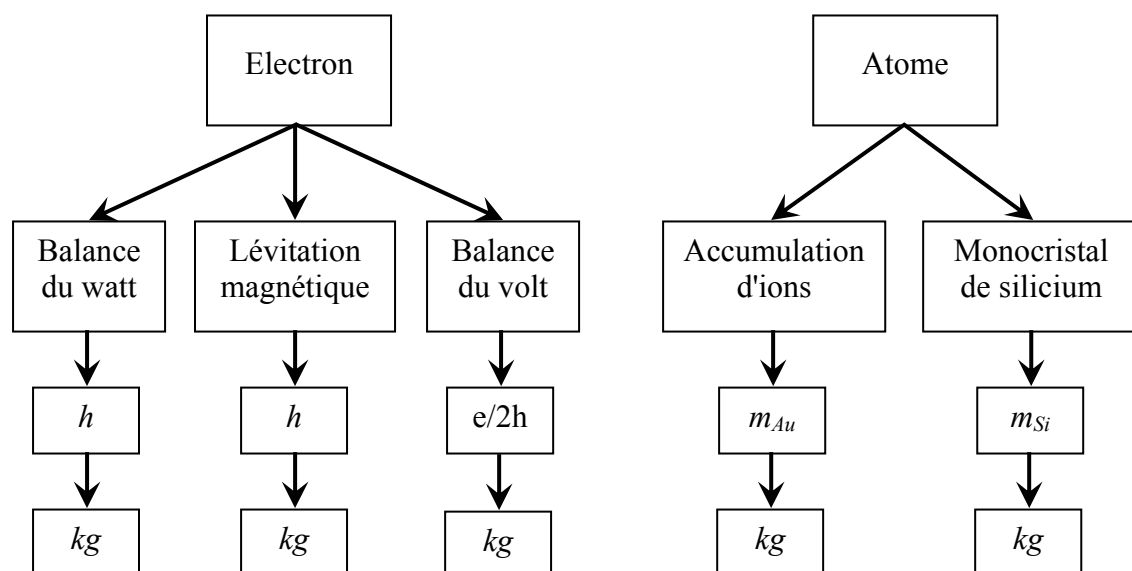 Electron
Atome
Balance
du watt
Lévitation
magnétique
Balance
du volt
Accumulation
d'ions
Monocristal
de silicium
h
h
e/2h
mAu
mSi
kg
kg
kg
kg
kg